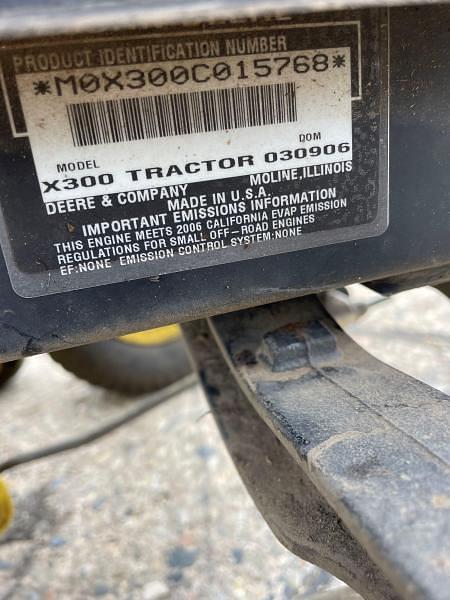 PRODUCT IDENTIFICATION NUMBER
*M0X300C015768*
MODEL DOM
X300 TRACTOR 030906
DEERE & COMPANY MOLINE, ILLINOIS
MADE IN U.S.A.
IMPORTANT EMISSIONS INFORMATION
THIS ENGINE MEETS 2006 CALIFORNIA EVAP EMISSION
REGULATIONS FOR SMALL OFF-ROAD ENGINES
EF:NONE EMISSION CONTROL SYSTEM:NONE